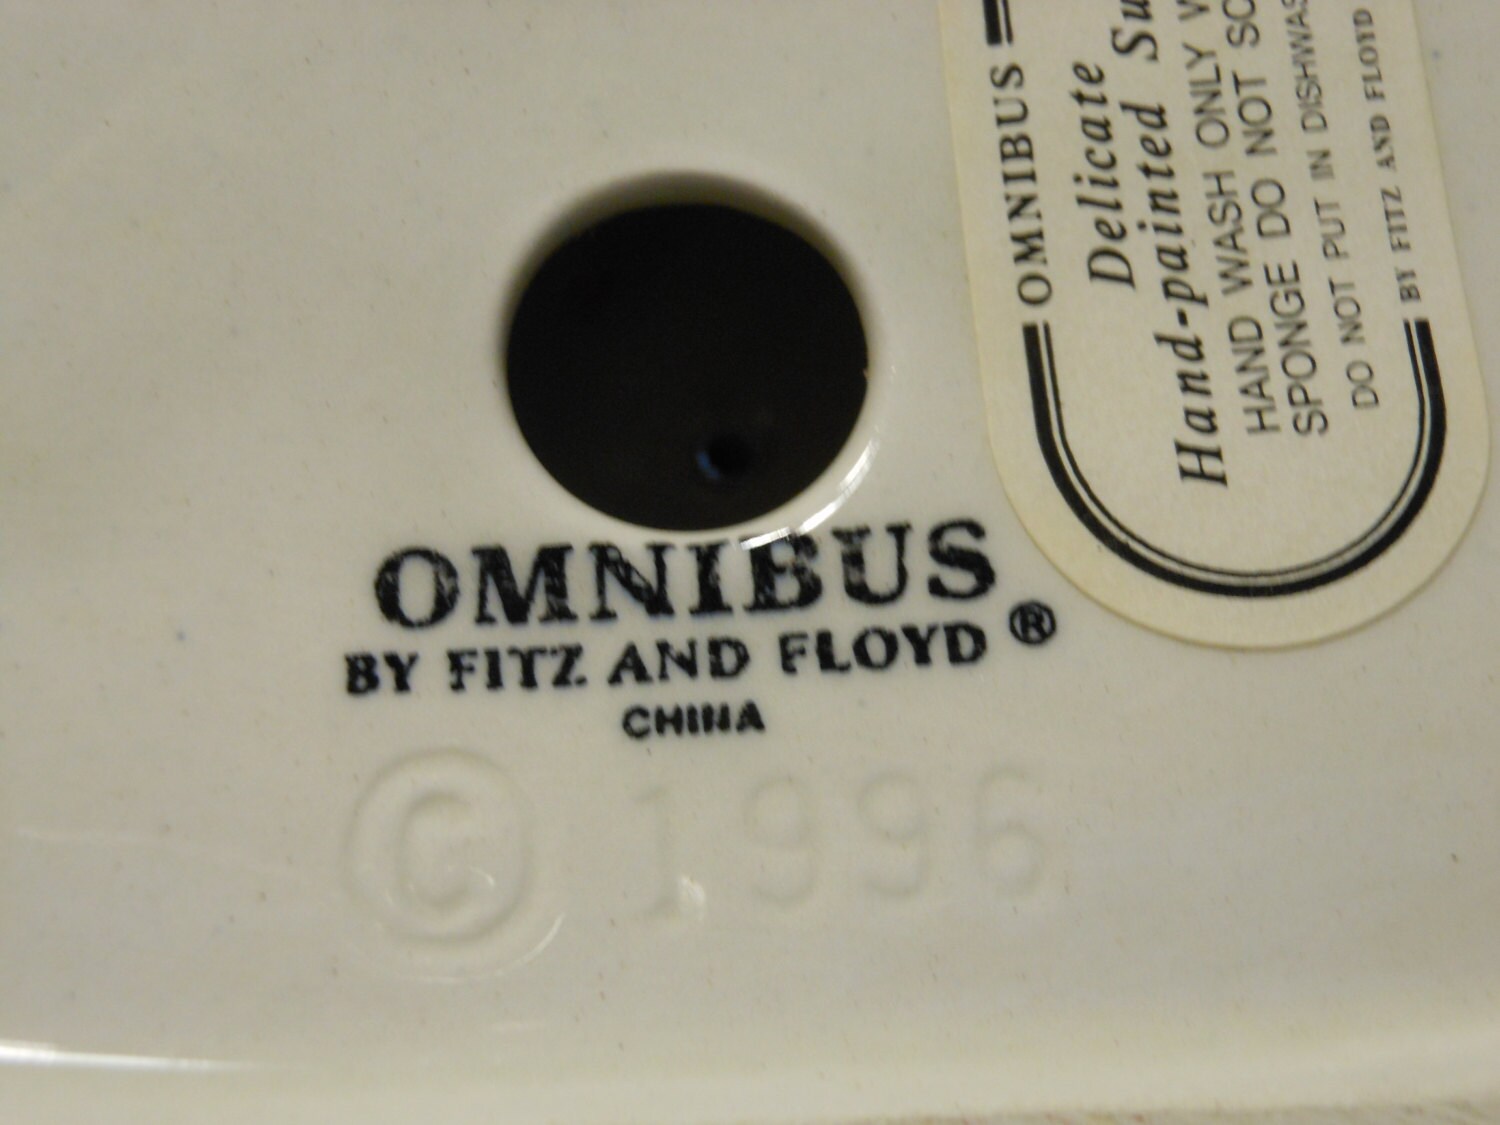 OMNIBUS
BY FITZ AND FLOYD ®
CHINA
© 1996
OMNIBUS
Delicate
Hand-painted
HAND WASH ONLY
SPONGE DO NOT
DO NOT PUT IN
BY FITZ AND FLOYD